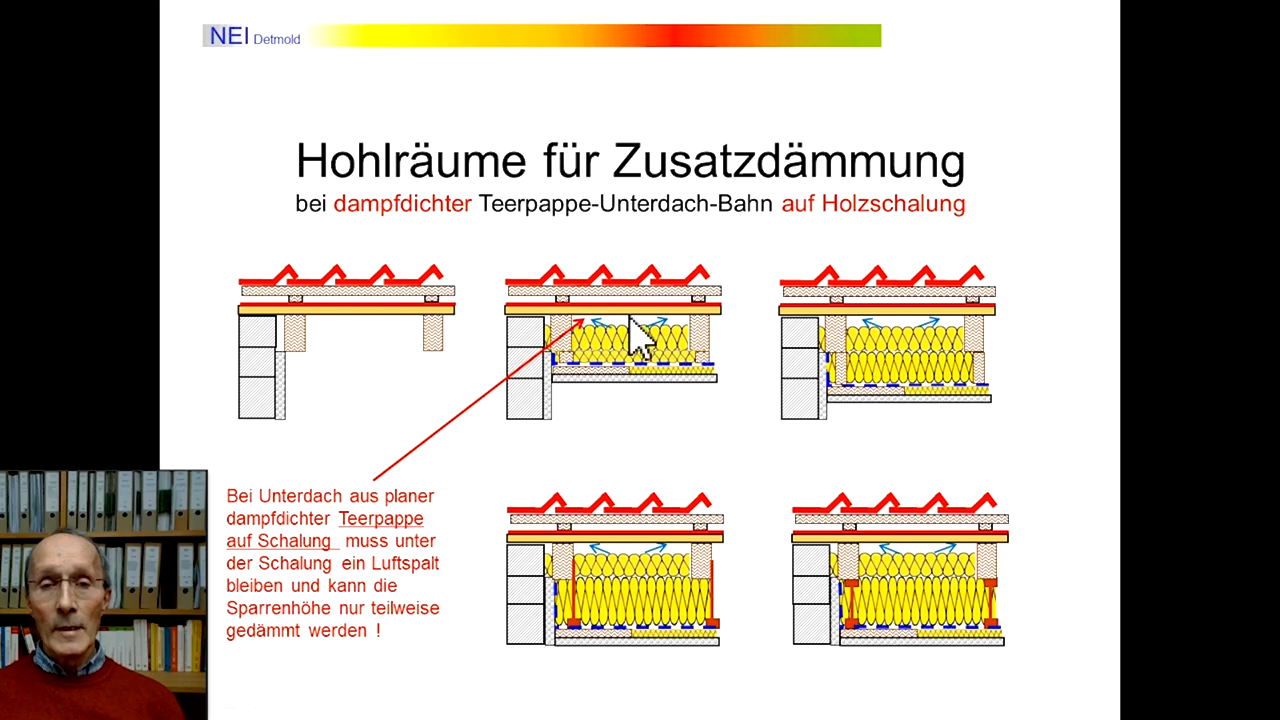 NEI Detmold
Hohlräume für Zusatzdämmung
bei dampfdichter Teerpappe-Unterdach-Bahn auf Holzschalung
Bei Unterdach aus planer
dampfdichter Teerpappe
auf Schalung muss unter
der Schalung ein Luftspalt
bleiben und kann die
Sparrenhöhe nur teilweise
gedämmt werden !